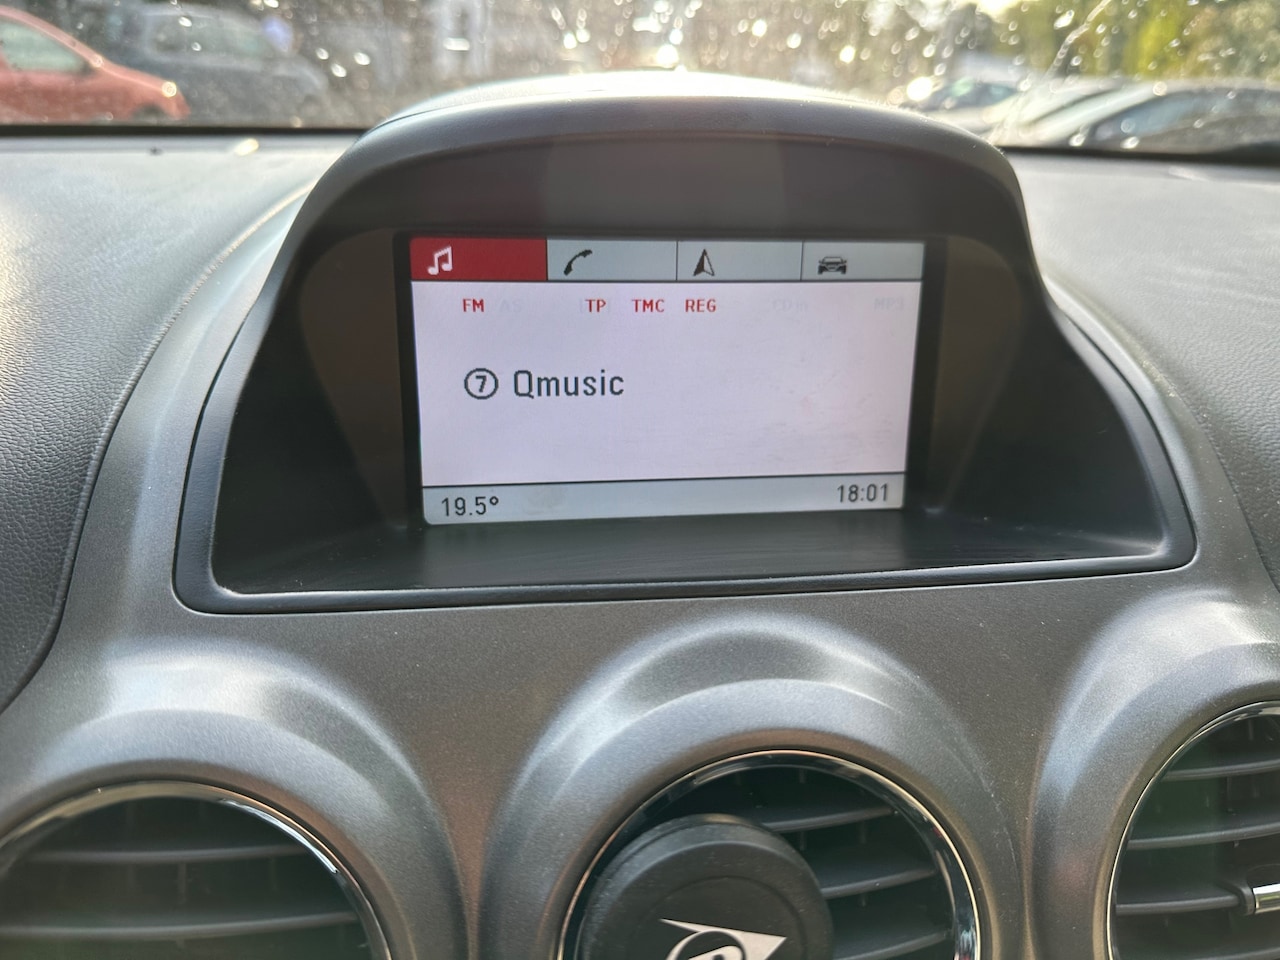 FM TP TMC REG
7 Qmusic
19.5° 18:01